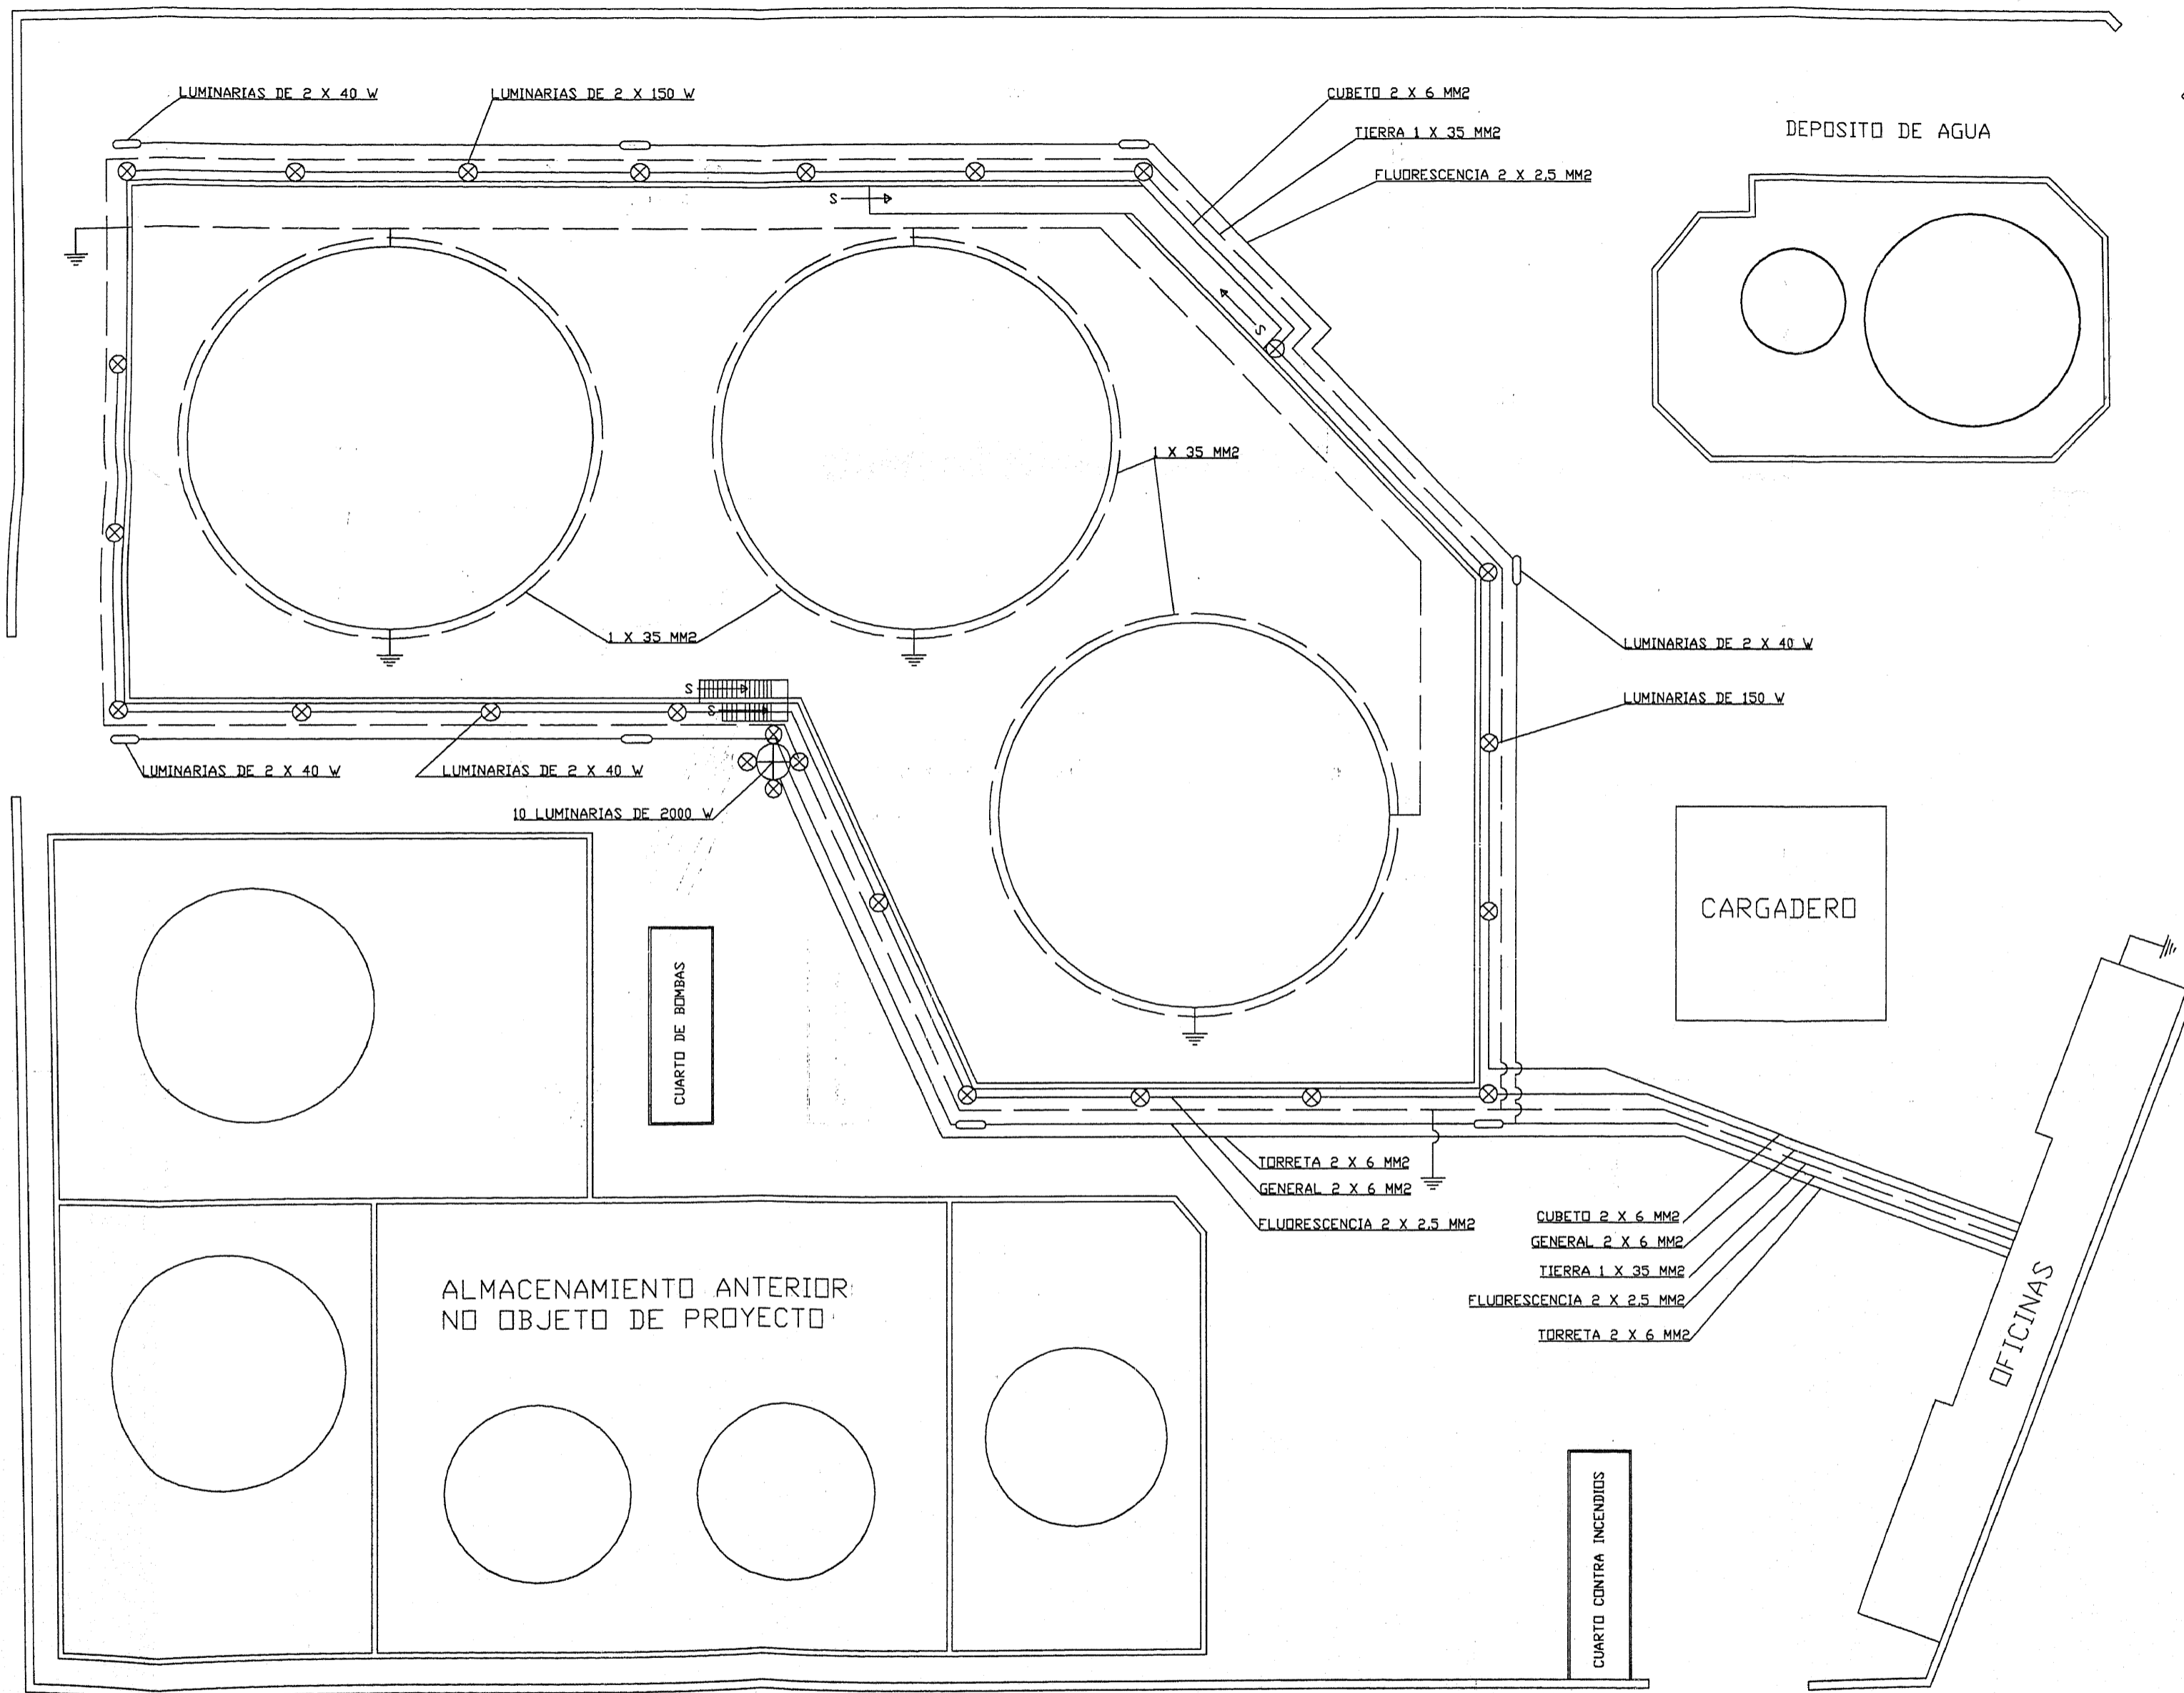 LUMINARIAS DE 2 X 40 W
LUMINARIAS DE 2 X 150 W
CUBETO 2 X 6 MM2
TIERRA 1 X 35 MM2
FLUORESCENCIA 2 X 2,5 MM2
DEPOSITO DE AGUA
S
S
1 X 35 MM2
1 X 35 MM2
LUMINARIAS DE 2 X 40 W
LUMINARIAS DE 150 W
S
S
LUMINARIAS DE 2 X 40 W
LUMINARIAS DE 2 X 40 W
10 LUMINARIAS DE 2000 W
CARGADERO
CUARTO DE BOMBAS
TORRETA 2 X 6 MM2
GENERAL 2 X 6 MM2
FLUORESCENCIA 2 X 2,5 MM2
CUBETO 2 X 6 MM2
GENERAL 2 X 6 MM2
TIERRA 1 X 35 MM2
FLUORESCENCIA 2 X 2,5 MM2
TORRETA 2 X 6 MM2
OFICINAS
ALMACENAMIENTO ANTERIOR
NO OBJETO DE PROYECTO
CUARTO CONTRA INCENDIOS